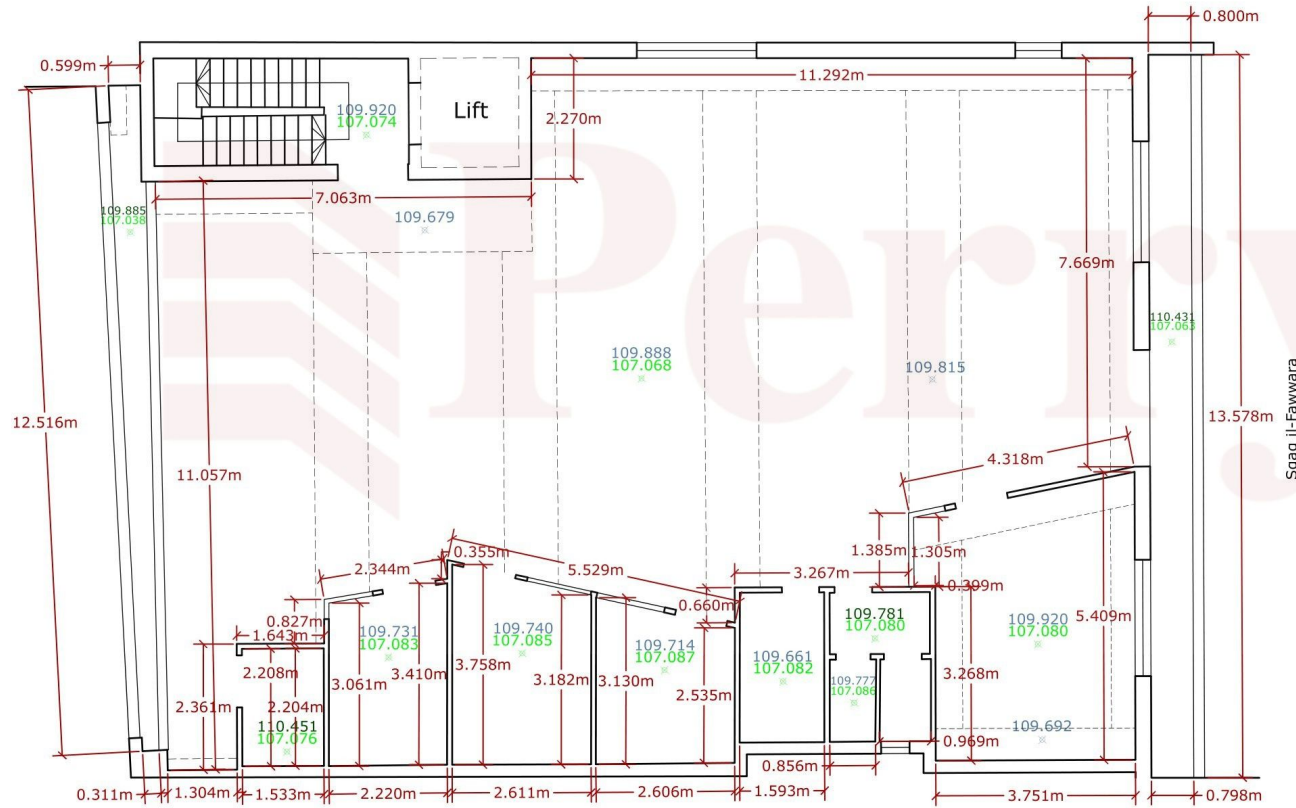 0.800m
0.599m
11.292m
Lift
109.920
107.074
2.270m
7.063m
109.679
109.885
107.038
7.669m
110.431
107.063
109.888
107.068
109.815
Sqaq il-Fawwara
12.516m
13.578m
11.057m
4.318m
0.355m
2.344m
5.529m
1.385m
1.305m
3.267m
0.399m
0.660m
0.827m
1.643m
109.731
107.083
109.740
107.085
109.714
107.087
109.781
107.080
109.920
107.080
5.409m
109.661
107.082
2.208m
3.061m
3.410m
3.758m
3.182m
3.130m
2.535m
109.777
107.086
3.268m
2.361m
2.204m
110.451
107.076
109.692
0.969m
0.856m
0.311m
1.304m
1.533m
2.220m
2.611m
2.606m
1.593m
3.751m
0.798m
Perry